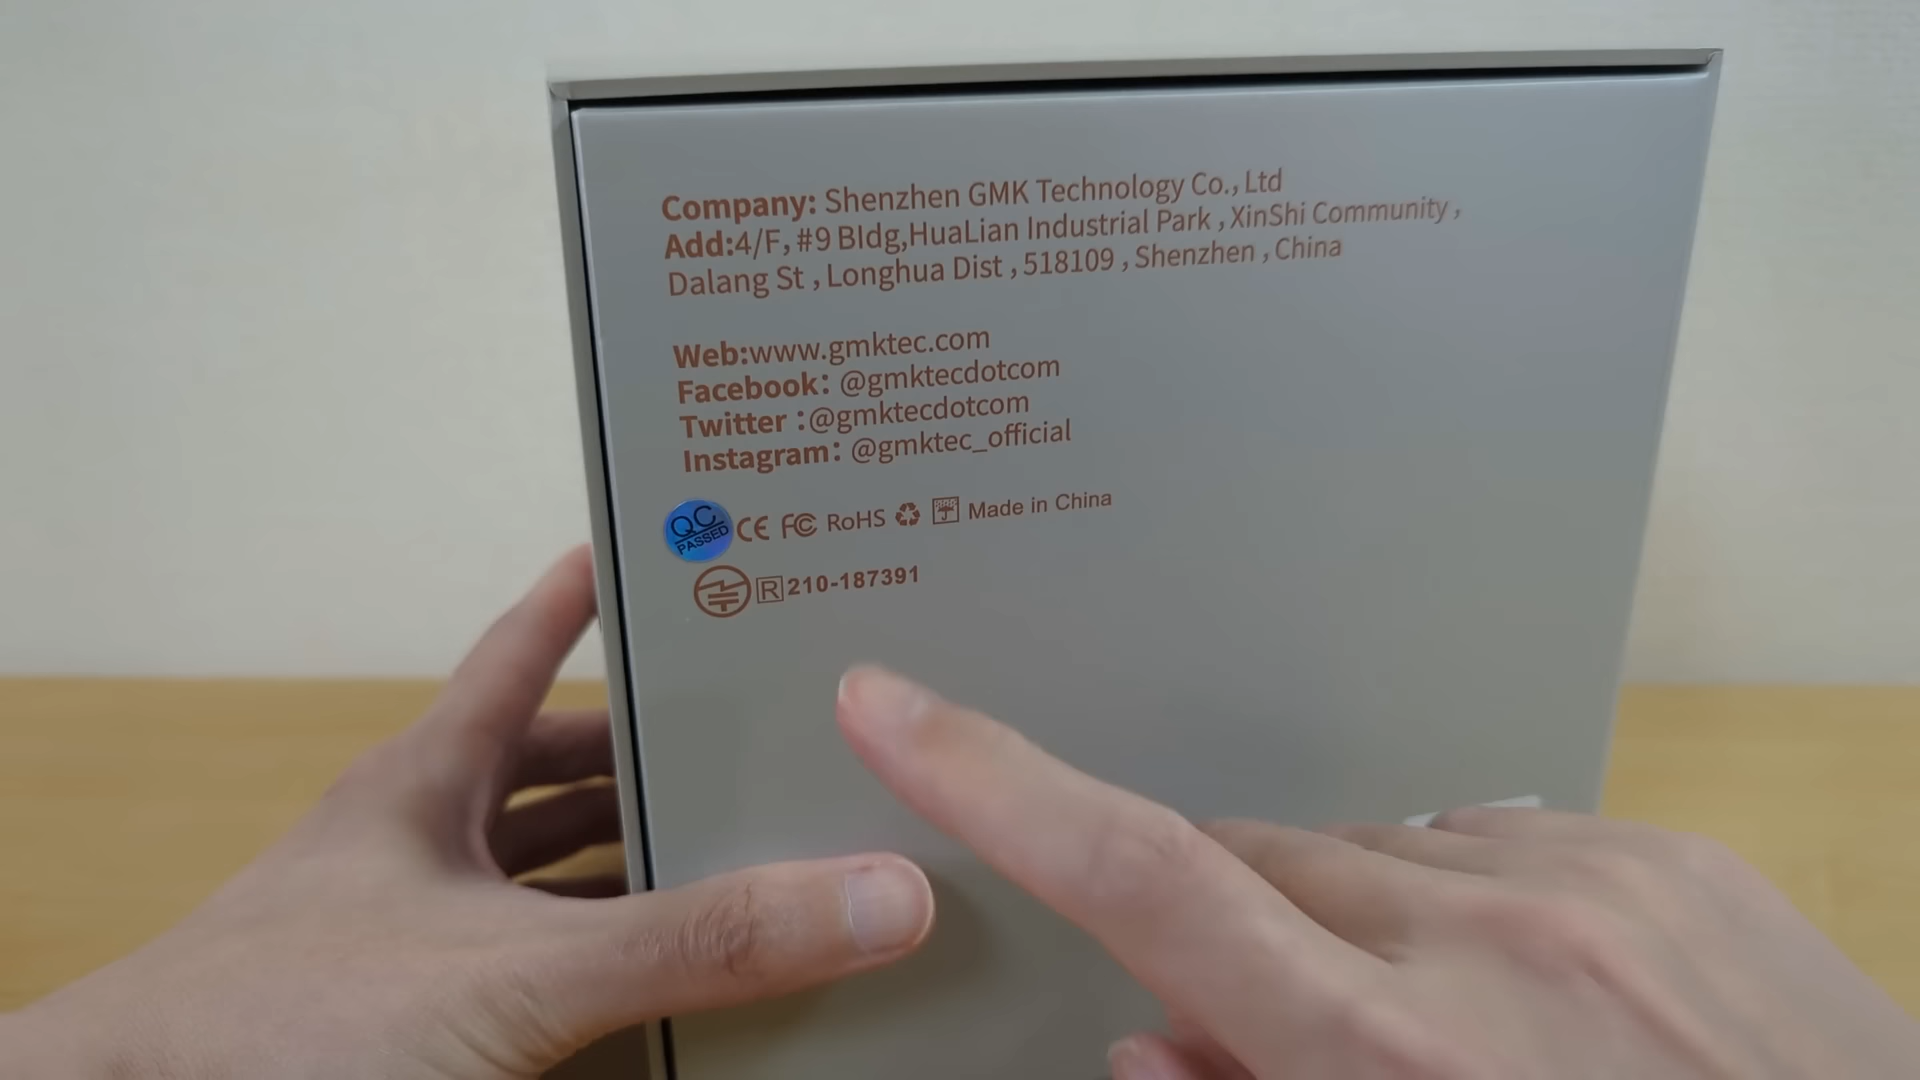 Company: Shenzhen GMK Technology Co., Ltd
Add:4/F, #9 Bldg,HuaLian Industrial Park , XinShi Community ,
Dalang St , Longhua Dist , 518109 , Shenzhen , China
Web:www.gmktec.com
Facebook: @gmktecdotcom
Twitter :@gmktecdotcom
Instagram: @gmktec_official
QC
PASSED
CE FC RoHS Made in China
R 210-187391